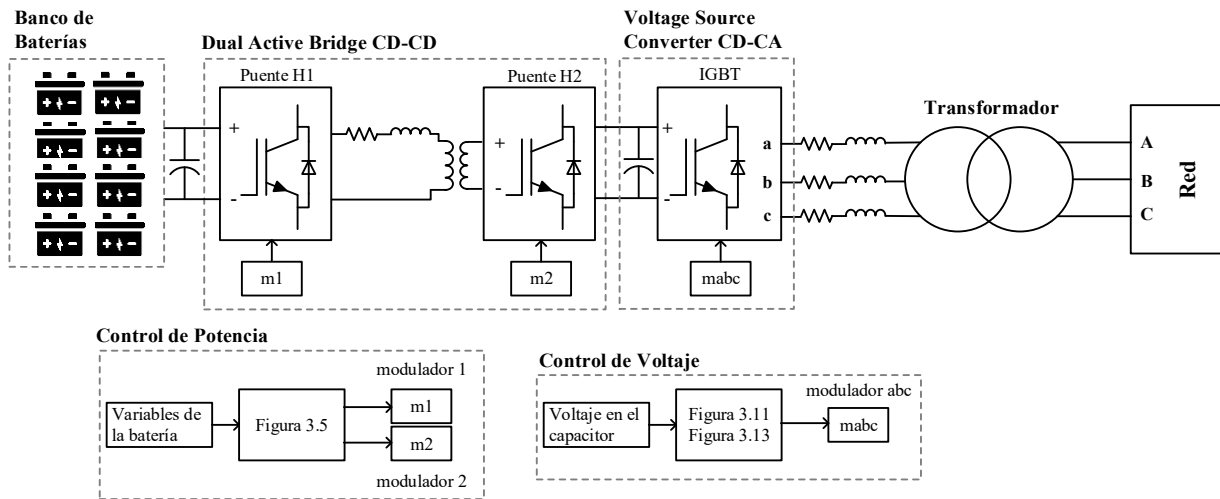 Banco de
Baterías
Dual Active Bridge CD-CD
Voltage Source
Converter CD-CA
Puente H1
Puente H2
IGBT
Transformador
+
-
+
-
+
-
a
b
c
A
B
C
Red
m1
m2
mabc
Control de Potencia
modulador 1
Variables de
la batería
Figura 3.5
m1
m2
modulador 2
Control de Voltaje
modulador abc
Voltaje en el
capacitor
Figura 3.11
Figura 3.13
mabc